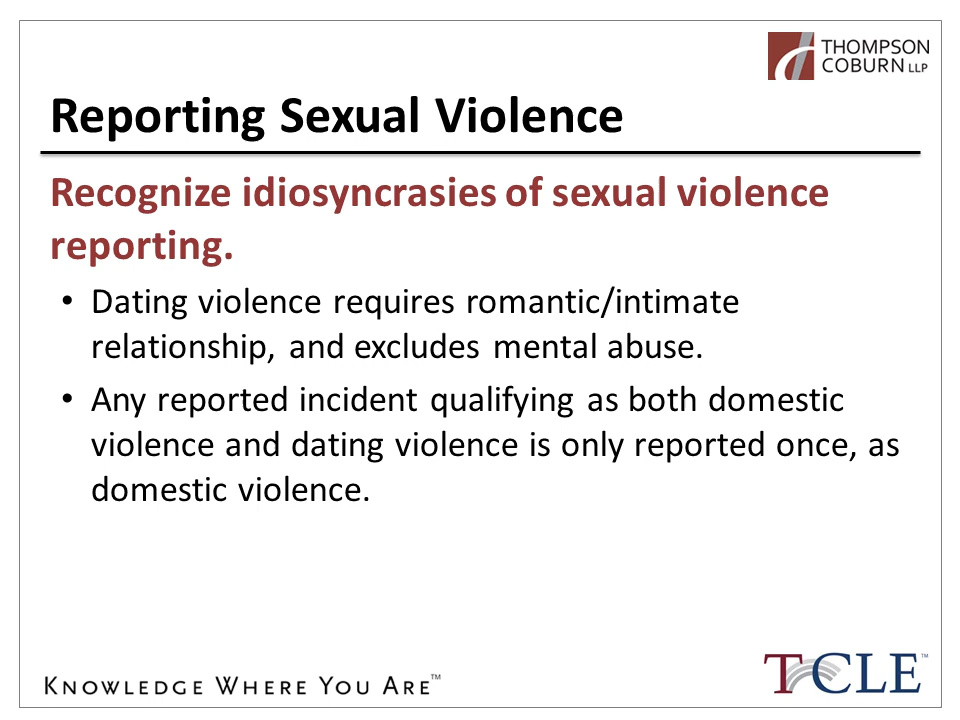 THOMPSON
COBURN LLP
Reporting Sexual Violence
Recognize idiosyncrasies of sexual violence
reporting.
• Dating violence requires romantic/intimate
relationship, and excludes mental abuse.
• Any reported incident qualifying as both domestic
violence and dating violence is only reported once, as
domestic violence.
KNOWLEDGE WHERE YOU ARE™
TCLE™